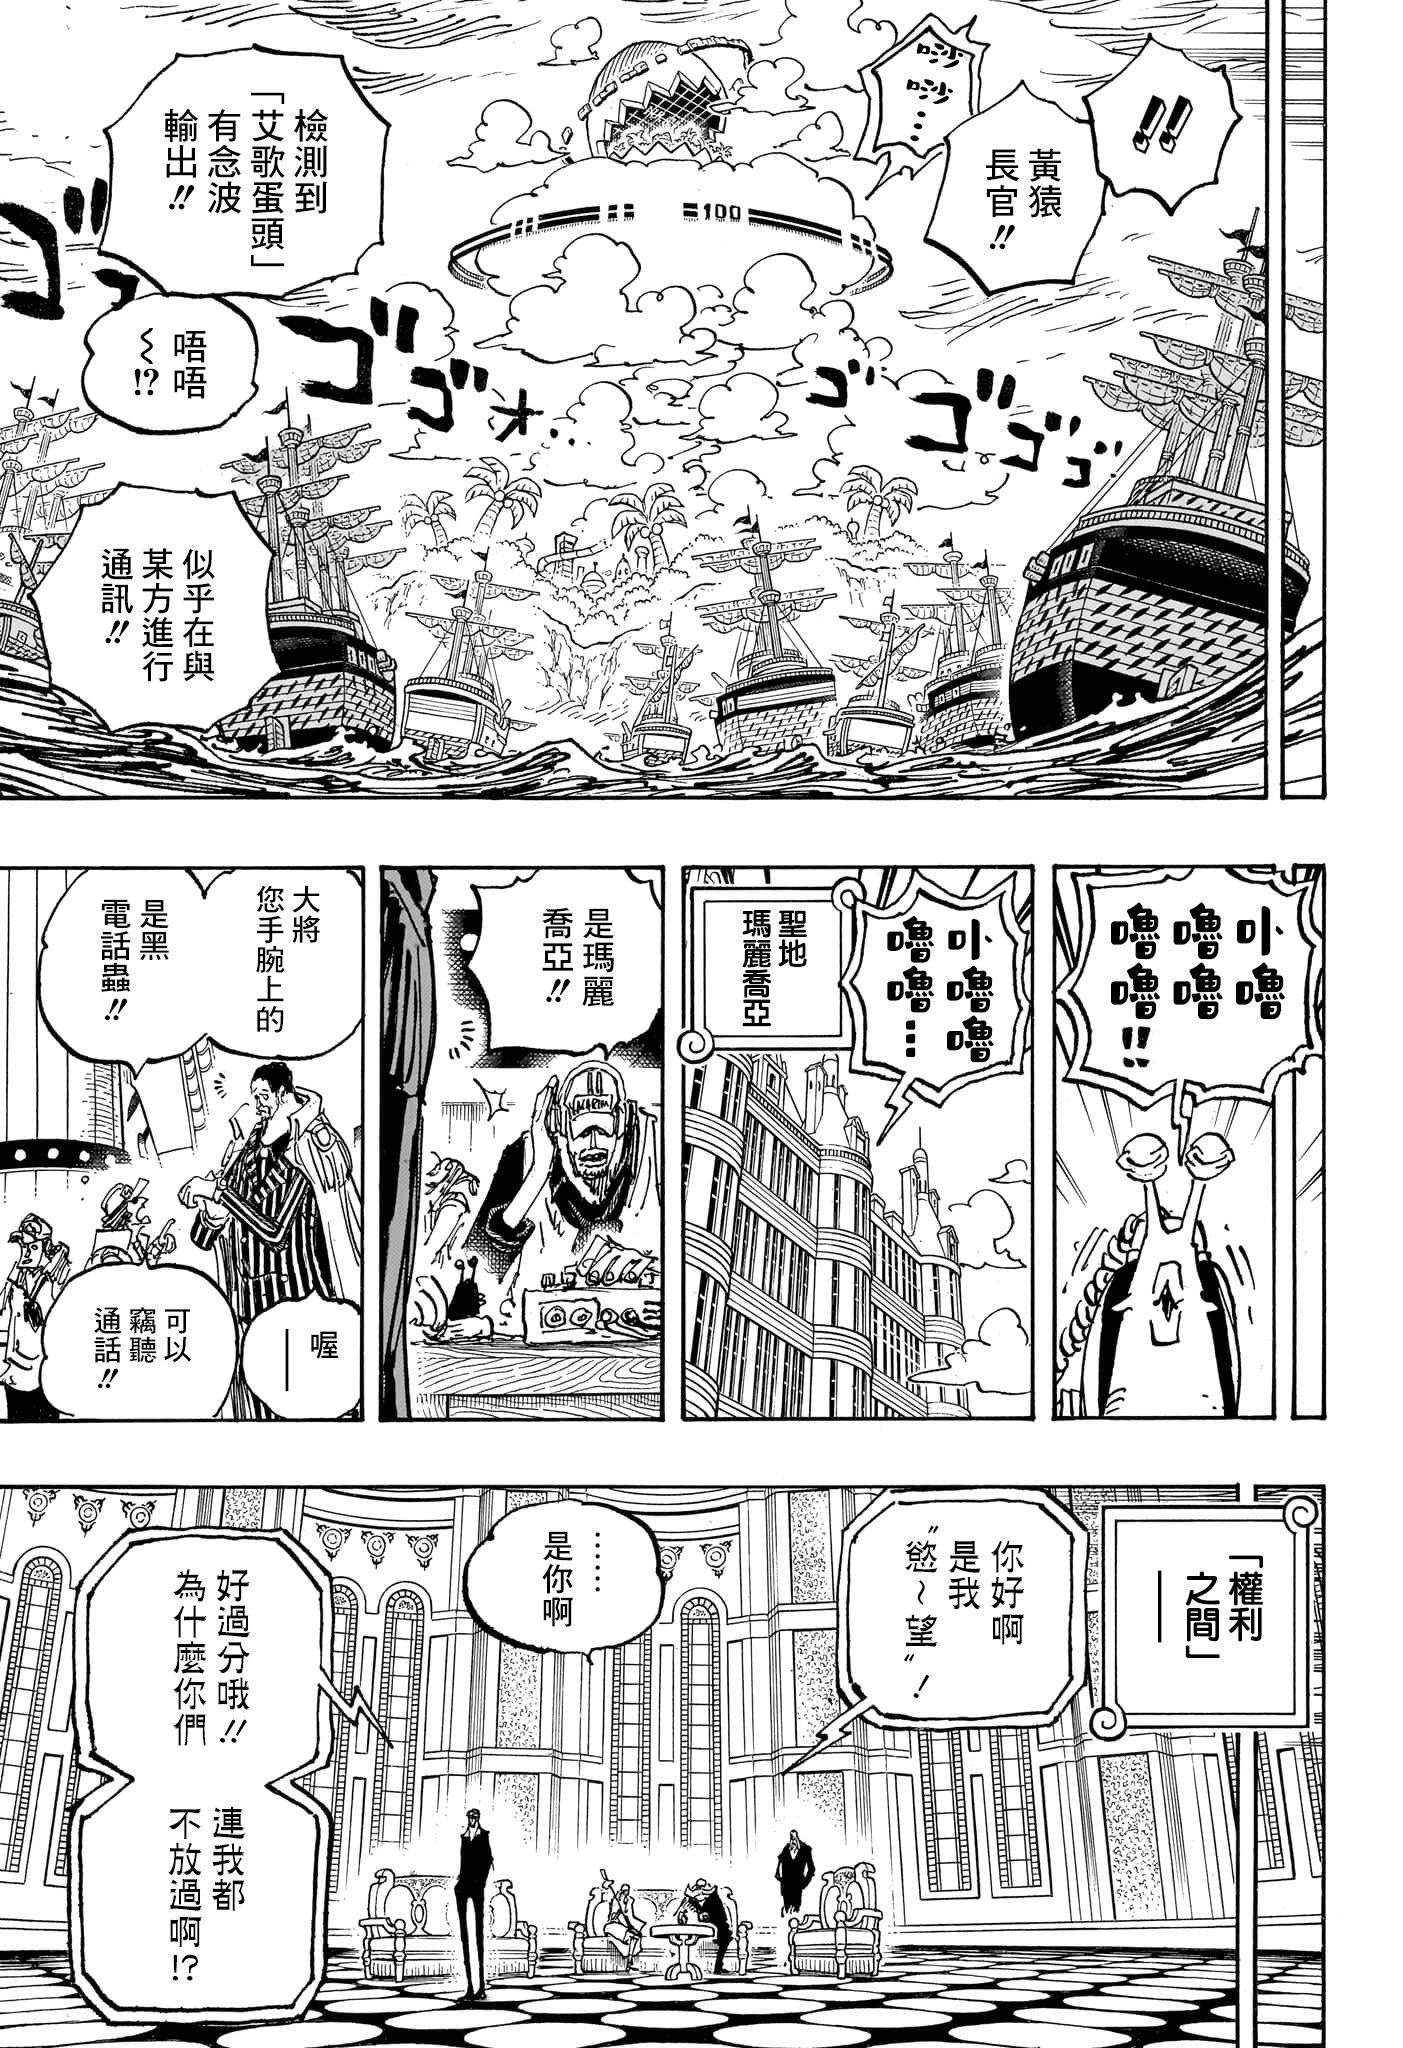 !!
吵
吵……
黃猿
長官!!
檢測到
「艾歌蛋頭」
有念波
輸出!!
唔唔
~!?
似乎在與
某方進行
通訊!!
ゴゴゴ
ゴゴゴォ…
100
卟嚕
嚕嚕
嚕嚕!!
卟嚕嚕
嚕嚕…
聖地
瑪麗喬亞
是瑪麗
喬亞!!
大將
您手腕上的
是黑
電話蟲!!
喔
──
可以
竊聽
通話!!
「權利
之間」
──
你好啊
是我
〝慾~望〞!
……
是你啊
好過分哦!!
為什麼你們
連我都
不放過啊!?